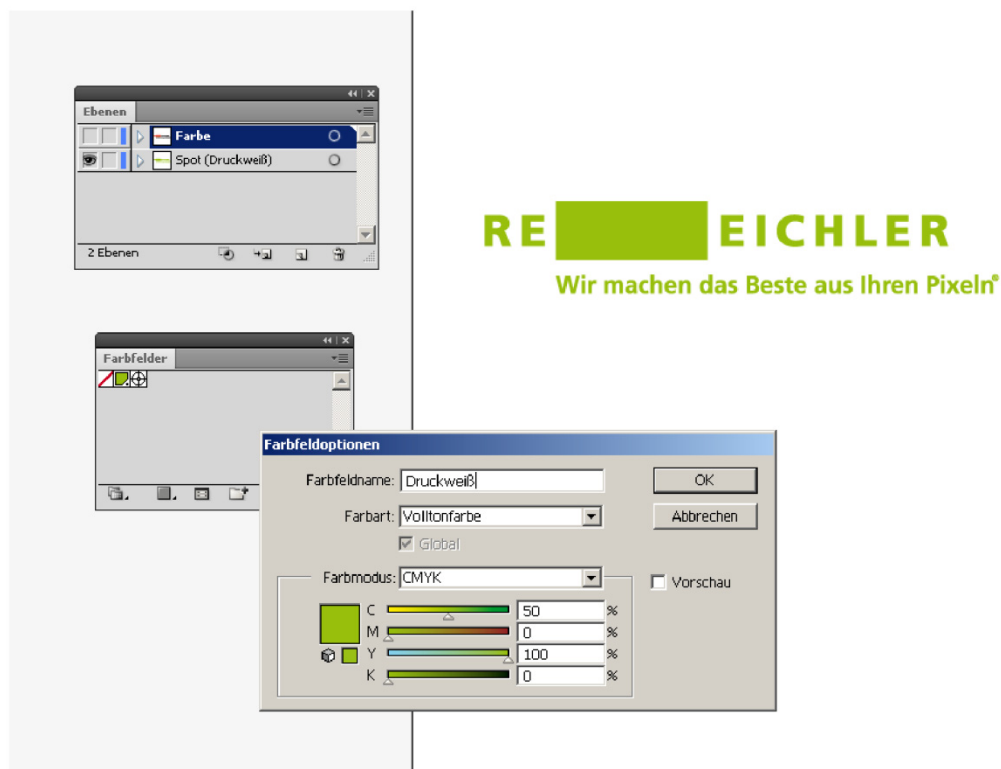 Ebenen
Farbe
Spot (Druckweiß)
2 Ebenen
RE EICHLER
Wir machen das Beste aus Ihren Pixeln®
Farbfelder
Farbfeldoptionen
Farbfeldname: Druckweiß
OK
Farbart: Volltonfarbe
Abbrechen
Global
Farbmodus: CMYK
Vorschau
C 50 %
M 0 %
Y 100 %
K 0 %